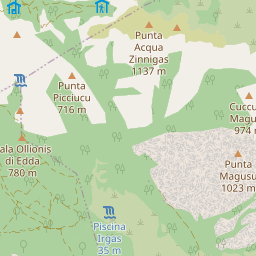 Punta
Acqua
Zinnigas
1137 m
Punta
Picciucu
716 m
Cuccu
Magu
974 m
ala Ollionis
di Edda
780 m
Punta
Magusu
1023 m
Piscina
Irgas
35 m